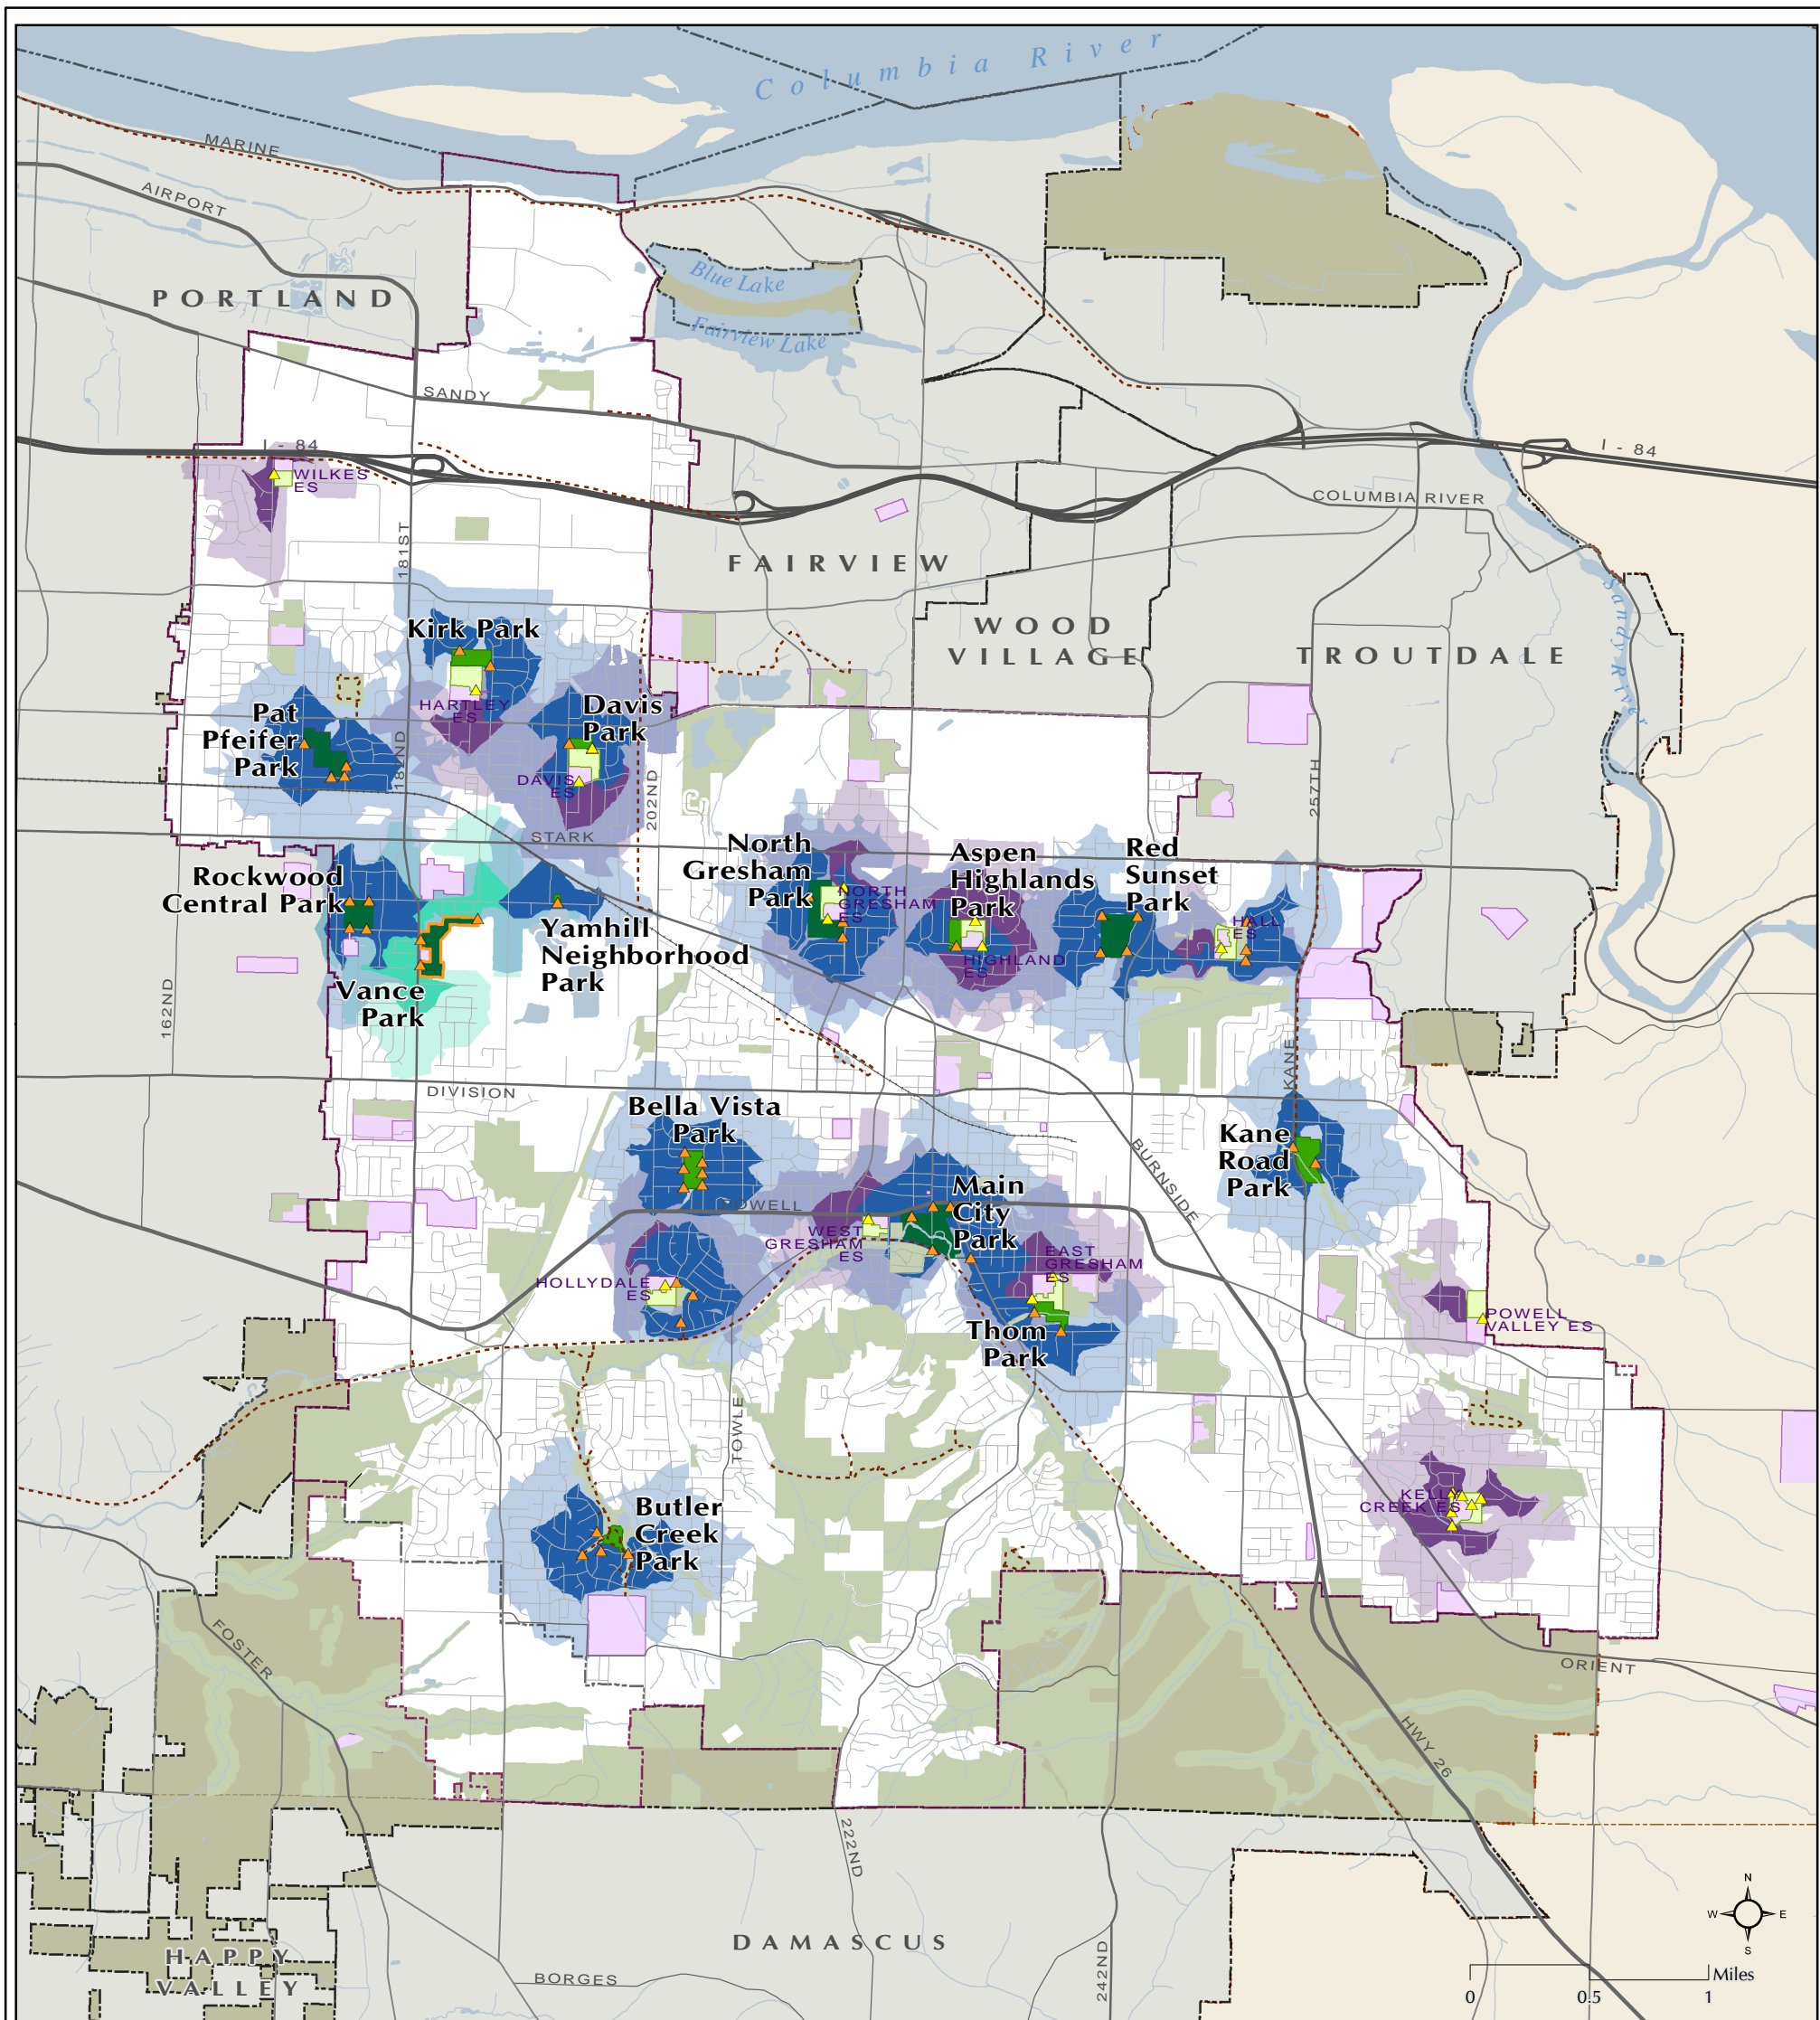 Columbia River
MARINE
AIRPORT
PORTLAND
Blue Lake
Fairview Lake
SANDY
I - 84
I - 84
WILKES
ES
COLUMBIA RIVER
181ST
FAIRVIEW
Sandy River
WOOD
VILLAGE
TROUTDALE
Kirk Park
HARTLEY
ES
Davis
Park
Pat
Pfeifer
Park
182ND
DAVIS
ES
202ND
257TH
STARK
North
Gresham
Park
Aspen
Highlands
Park
Red
Sunset
Park
Rockwood
Central Park
NORTH
GRESHAM
ES
HALL
ES
Yamhill
Neighborhood
Park
HIGHLAND
ES
Vance
Park
162ND
KANE
DIVISION
Bella Vista
Park
Kane
Road
Park
BURNSIDE
POWELL
Main
City
Park
WEST
GRESHAM
ES
EAST
GRESHAM
ES
HOLLYDALE
ES
POWELL
VALLEY ES
Thom
Park
TOWLE
KELLY
CREEK ES
Butler
Creek
Park
FOSTER
ORIENT
HWY 26
222ND
242ND
DAMASCUS
HAPPY
VALLEY
BORGES
N
W E
S
Miles
0 0.5 1